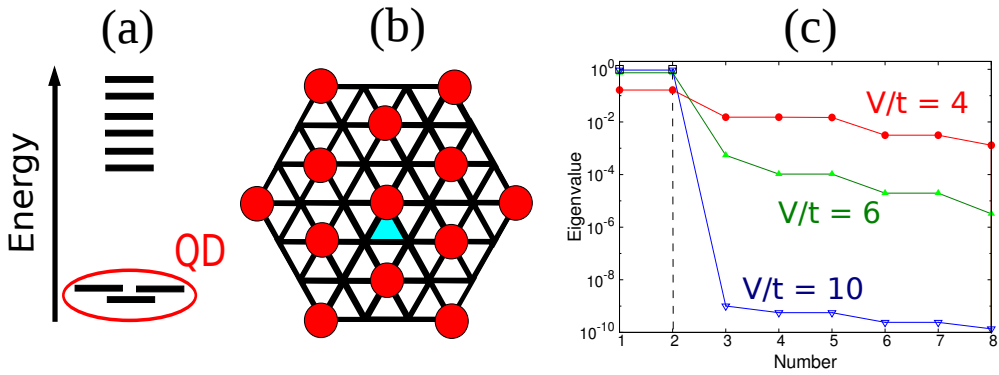 (a)
Energy
QD
(b)
(c)
Eigenvalue
10^0
10^-2
10^-4
10^-6
10^-8
10^-10
V/t = 4
V/t = 6
V/t = 10
1 2 3 4 5 6 7 8
Number